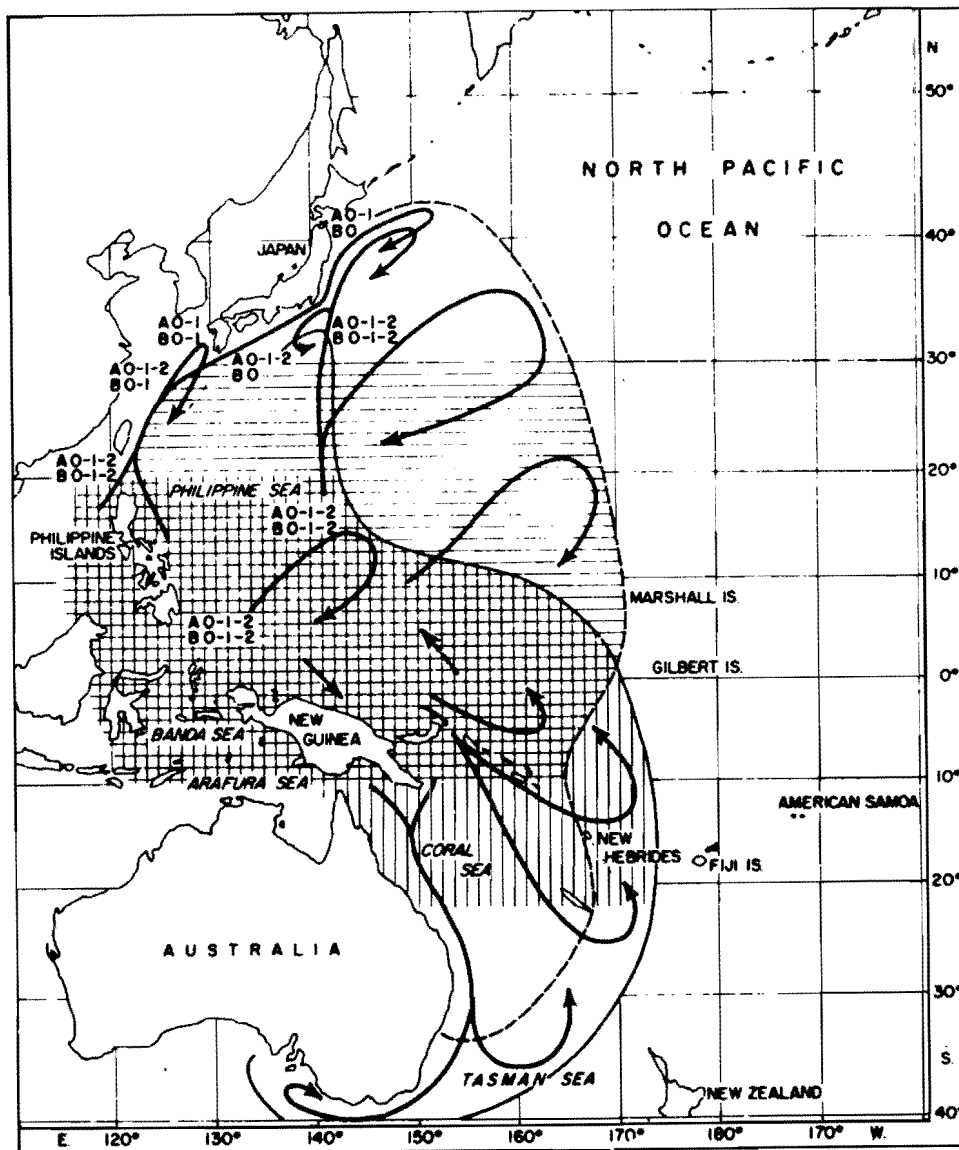 N
50°
NORTH PACIFIC
OCEAN
AO-1
BO
JAPAN
40°
AO-1
BO-1
AO-1-2
BO-1-2
AO-1-2
BO-1
AO-1-2
BO
30°
AO-1-2
BO-1-2
20°
PHILIPPINE SEA
AO-1-2
BO-1-2
PHILIPPINE
ISLANDS
10°
MARSHALL IS.
AO-1-2
BO-1-2
GILBERT IS.
0°
NEW
GUINEA
BANDA SEA
ARAFURA SEA
10°
AMERICAN SAMOA
CORAL
SEA
NEW
HEBRIDES
FIJI IS.
20°
AUSTRALIA
30°
TASMAN SEA
S.
NEW ZEALAND
40°
E. 120° 130° 140° 150° 160° 170° 180° 170° W.